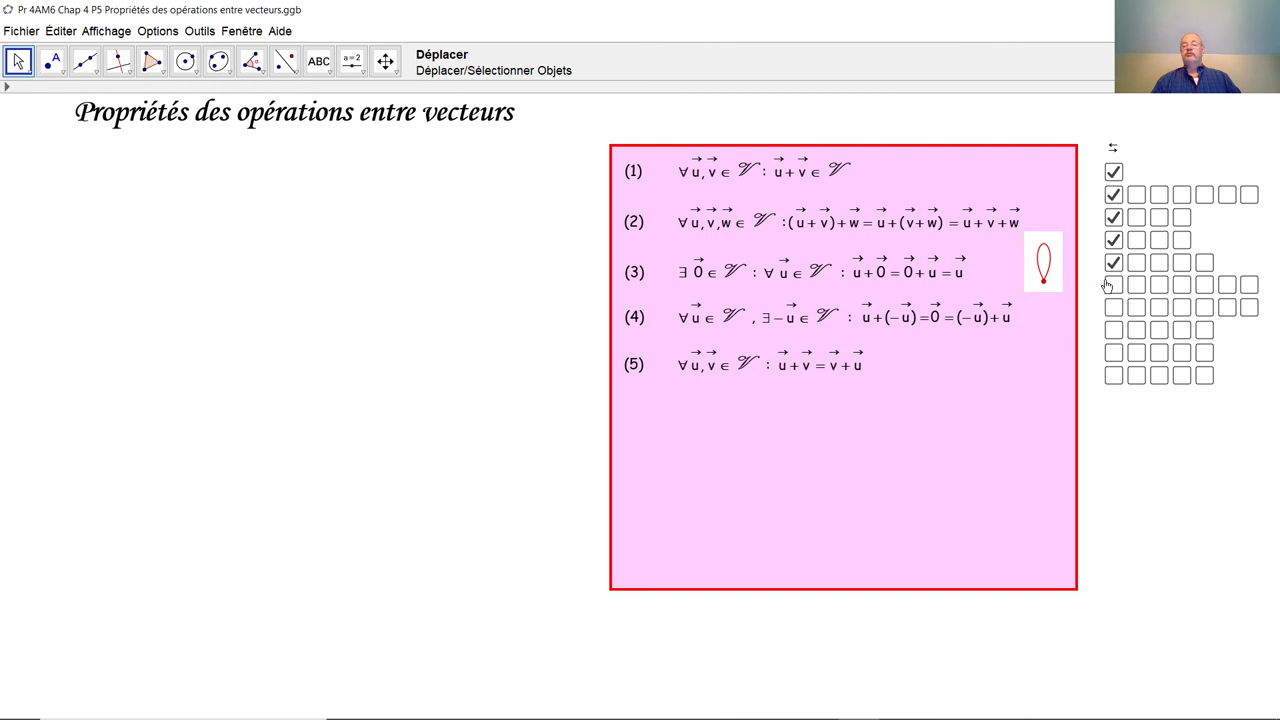 Pr 4AM6 Chap 4 P5 Propriétés des opérations entre vecteurs.ggb
Fichier Éditer Affichage Options Outils Fenêtre Aide
A ABC a=2 Déplacer
Déplacer/Sélectionner Objets
Propriétés des opérations entre vecteurs
(1) ∀ u⃗, v⃗ ∈ 𝒱 : u⃗ + v⃗ ∈ 𝒱
(2) ∀ u⃗, v⃗, w⃗ ∈ 𝒱 : (u⃗ + v⃗) + w⃗ = u⃗ + (v⃗ + w⃗) = u⃗ + v⃗ + w⃗
(3) ∃ 0⃗ ∈ 𝒱 : ∀ u⃗ ∈ 𝒱 : u⃗ + 0⃗ = 0⃗ + u⃗ = u⃗
(4) ∀ u⃗ ∈ 𝒱 , ∃ −u⃗ ∈ 𝒱 : u⃗ + (−u⃗) = 0⃗ = (−u⃗) + u⃗
(5) ∀ u⃗, v⃗ ∈ 𝒱 : u⃗ + v⃗ = v⃗ + u⃗